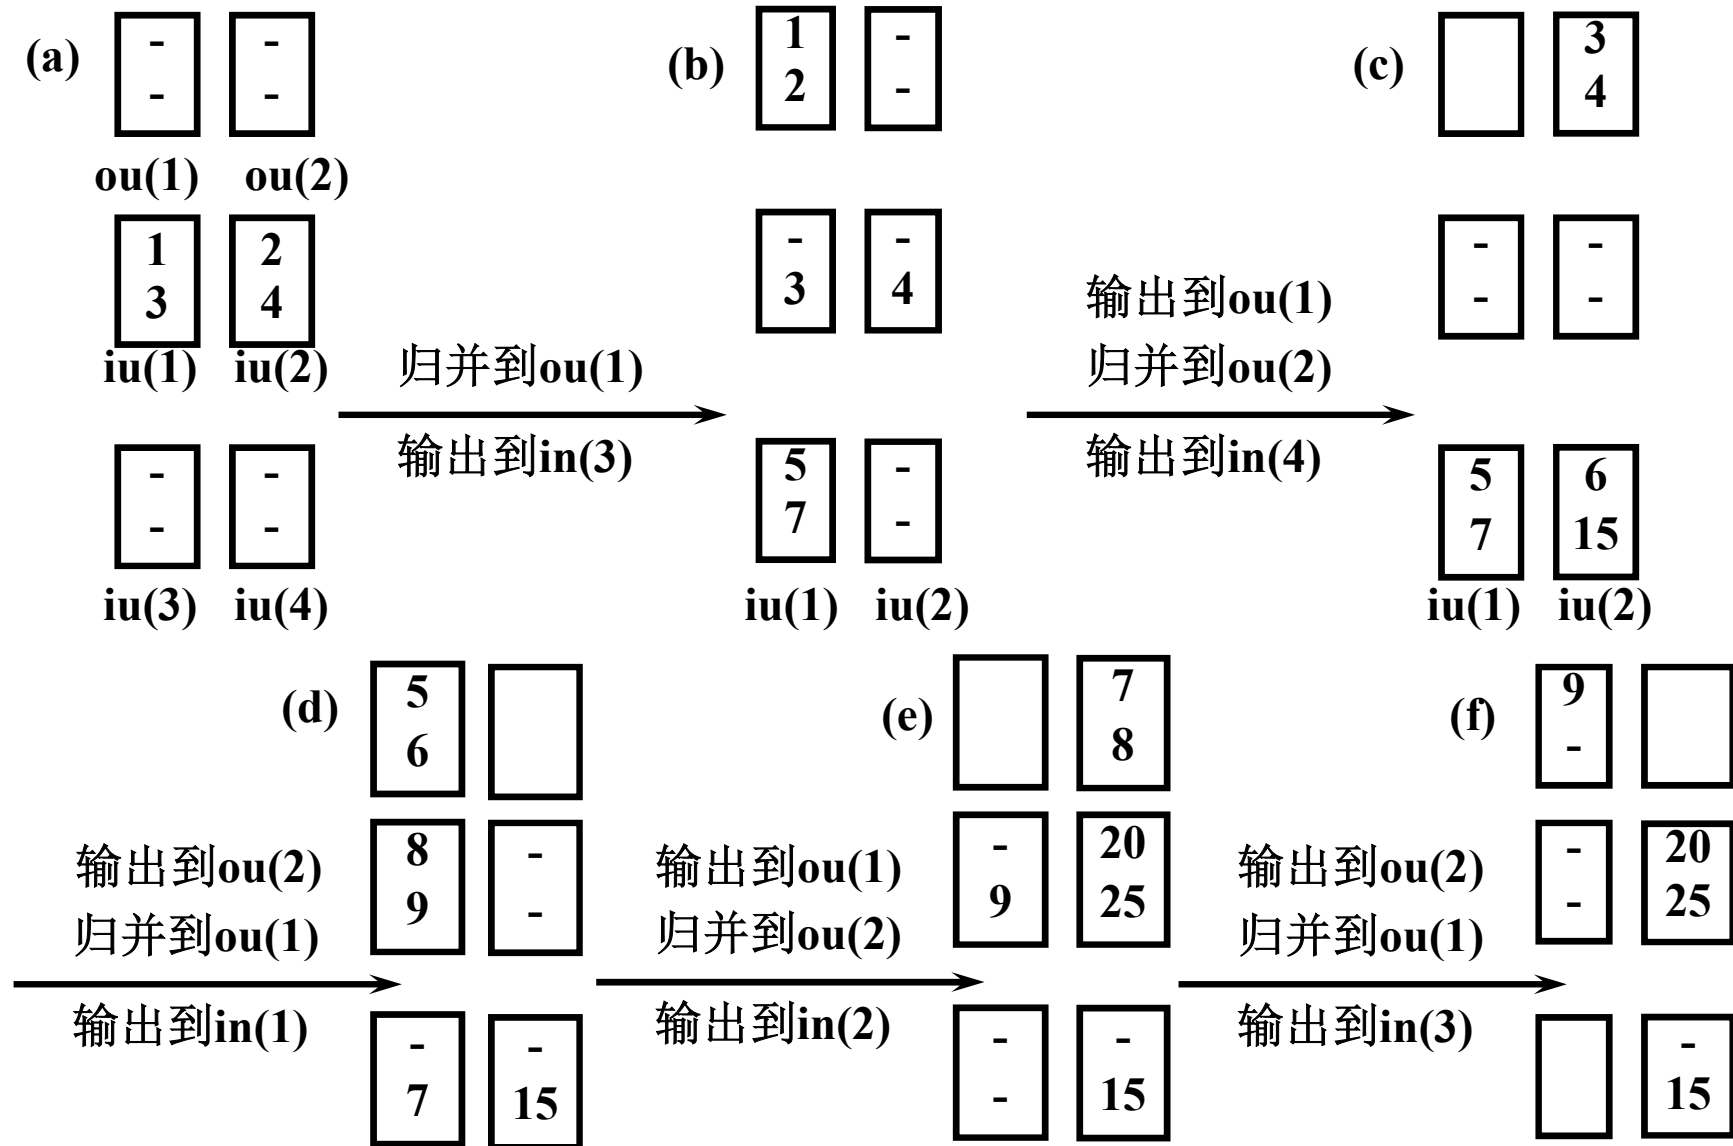 (a)
- -
- -
ou(1) ou(2)
1 2
3 4
iu(1) iu(2)
- -
- -
iu(3) iu(4)
归并到ou(1)
输出到in(3)
(b)
1 -
2 -
- -
3 4
5 -
7 -
iu(1) iu(2)
输出到ou(1)
归并到ou(2)
输出到in(4)
(c)
3
4
- -
- -
5 6
7 15
iu(1) iu(2)
输出到ou(2)
归并到ou(1)
输出到in(1)
(d)
5
6
8 -
9 -
- -
7 15
输出到ou(1)
归并到ou(2)
输出到in(2)
(e)
7
8
- 20
9 25
- -
- 15
输出到ou(2)
归并到ou(1)
输出到in(3)
(f)
9
-
- 20
- 25
-
15